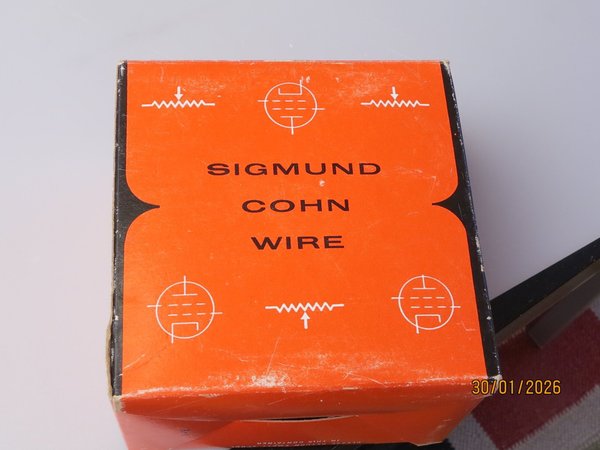 SIGMUND
COHN
WIRE
30/01/2026